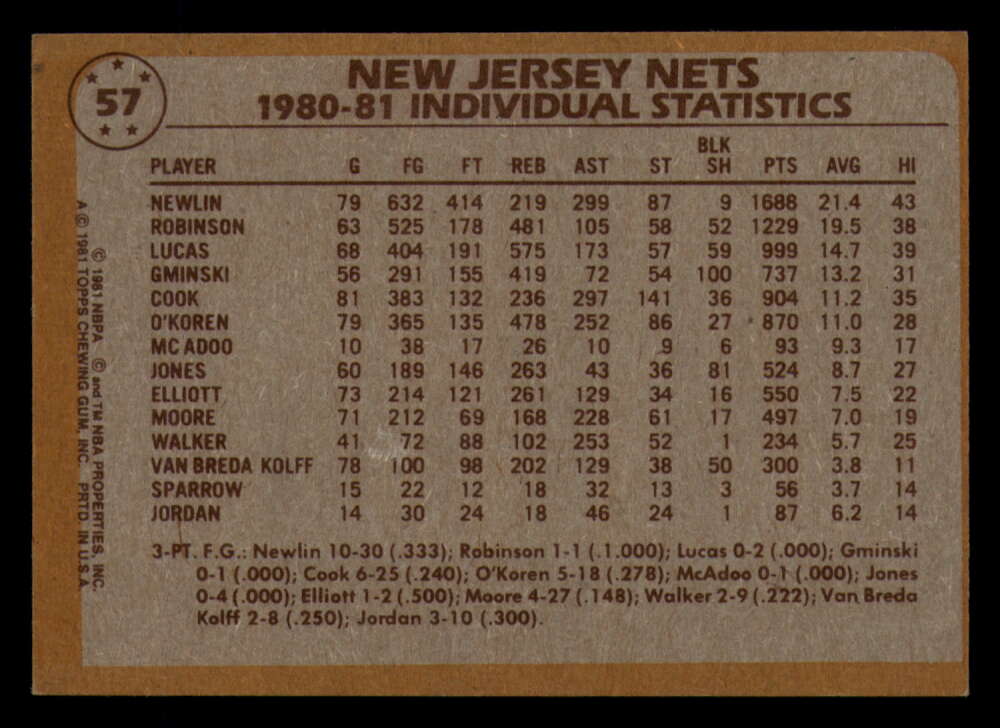 57
NEW JERSEY NETS
1980-81 INDIVIDUAL STATISTICS
BLK
PLAYER G FG FT REB AST ST SH PTS AVG HI
NEWLIN 79 632 414 219 299 87 9 1688 21.4 43
ROBINSON 63 525 178 481 105 58 52 1229 19.5 38
LUCAS 68 404 191 575 173 57 59 999 14.7 39
GMINSKI 56 291 155 419 72 54 100 737 13.2 31
COOK 81 383 132 236 297 141 36 904 11.2 35
O'KOREN 79 365 135 478 252 86 27 870 11.0 28
MC ADOO 10 38 17 26 10 9 6 93 9.3 17
JONES 60 189 146 263 43 36 81 524 8.7 27
ELLIOTT 73 214 121 261 129 34 16 550 7.5 22
MOORE 71 212 69 168 228 61 17 497 7.0 19
WALKER 41 72 88 102 253 52 1 234 5.7 25
VAN BREDA KOLFF 78 100 98 202 129 38 50 300 3.8 11
SPARROW 15 22 12 18 32 13 3 56 3.7 14
JORDAN 14 30 24 18 46 24 1 87 6.2 14
3-PT. F.G.: Newlin 10-30 (.333); Robinson 1-1 (.1.000); Lucas 0-2 (.000); Gminski
0-1 (.000); Cook 6-25 (.240); O'Koren 5-18 (.278); McAdoo 0-1 (.000); Jones
0-4 (.000); Elliott 1-2 (.500); Moore 4-27 (.148); Walker 2-9 (.222); Van Breda
Kolff 2-8 (.250); Jordan 3-10 (.300).
© 1981 NBPA © and TM NBA PROPERTIES, INC.
A © 1981 TOPPS CHEWING GUM, INC. PRTD. IN U.S.A.